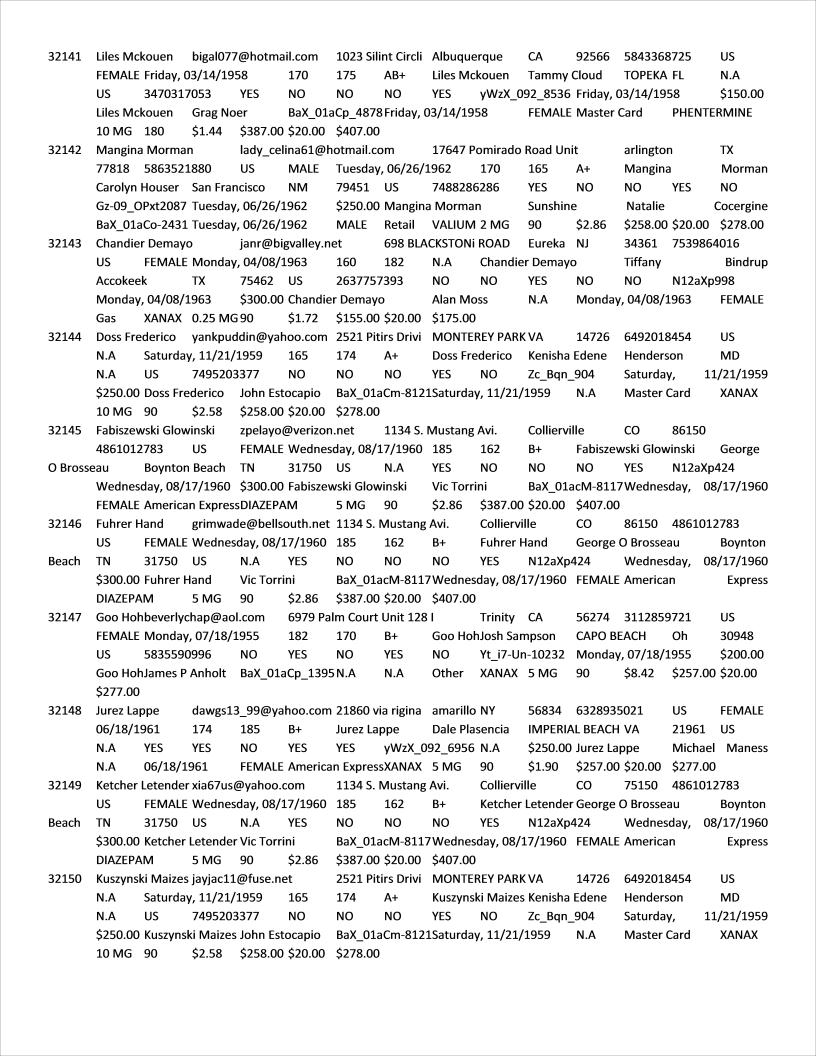 32141 Liles Mckouen bigal077@hotmail.com 1023 Silint Circli Albuquerque CA 92566 5843368725 US
FEMALE Friday, 03/14/1958 170 175 AB+ Liles Mckouen Tammy Cloud TOPEKA FL N.A
US 3470317053 YES NO NO NO YES yWzX_092_8536 Friday, 03/14/1958 $150.00
Liles Mckouen Grag Noer BaX_01aCp_4878 Friday, 03/14/1958 FEMALE Master Card PHENTERMINE
10 MG 180 $1.44 $387.00 $20.00 $407.00
32142 Mangina Morman lady_celina61@hotmail.com 17647 Pomirado Road Unit arlington TX
77818 5863521880 US MALE Tuesday, 06/26/1962 170 165 A+ Mangina Morman
Carolyn Houser San Francisco NM 79451 US 7488286286 YES NO NO YES NO
Gz-09_OPxt2087 Tuesday, 06/26/1962 $250.00 Mangina Morman Sunshine Natalie Cocergine
BaX_01aCo-2431 Tuesday, 06/26/1962 MALE Retail VALIUM 2 MG 90 $2.86 $258.00 $20.00 $278.00
32143 Chandier Demayo janr@bigvalley.net 698 BLACKSTONi ROAD Eureka NJ 34361 7539864016
US FEMALE Monday, 04/08/1963 160 182 N.A Chandier Demayo Tiffany Bindrup
Accokeek TX 75462 US 2637757393 NO NO YES NO NO N12aXp998
Monday, 04/08/1963 $300.00 Chandier Demayo Alan Moss N.A Monday, 04/08/1963 FEMALE
Gas XANAX 0.25 MG 90 $1.72 $155.00 $20.00 $175.00
32144 Doss Frederico yankpuddin@yahoo.com 2521 Pitirs Drivi MONTEREY PARK VA 14726 6492018454 US
N.A Saturday, 11/21/1959 165 174 A+ Doss Frederico Kenisha Edene Henderson MD
N.A US 7495203377 NO NO NO YES NO Zc_Bqn_904 Saturday, 11/21/1959
$250.00 Doss Frederico John Estocapio BaX_01aCm-8121 Saturday, 11/21/1959 N.A Master Card XANAX
10 MG 90 $2.58 $258.00 $20.00 $278.00
32145 Fabiszewski Glowinski zpelayo@verizon.net 1134 S. Mustang Avi. Collierville CO 86150
4861012783 US FEMALE Wednesday, 08/17/1960 185 162 B+ Fabiszewski Glowinski George
O Brosseau Boynton Beach TN 31750 US N.A YES NO NO NO YES N12aXp424
Wednesday, 08/17/1960 $300.00 Fabiszewski Glowinski Vic Torrini BaX_01acM-8117 Wednesday, 08/17/1960
FEMALE American Express DIAZEPAM 5 MG 90 $2.86 $387.00 $20.00 $407.00
32146 Fuhrer Hand grimwade@bellsouth.net 1134 S. Mustang Avi. Collierville CO 86150 4861012783
US FEMALE Wednesday, 08/17/1960 185 162 B+ Fuhrer Hand George O Brosseau Boynton
Beach TN 31750 US N.A YES NO NO NO YES N12aXp424 Wednesday, 08/17/1960
$300.00 Fuhrer Hand Vic Torrini BaX_01acM-8117 Wednesday, 08/17/1960 FEMALE American Express
DIAZEPAM 5 MG 90 $2.86 $387.00 $20.00 $407.00
32147 Goo Hoh beverlychap@aol.com 6979 Palm Court Unit 128 I Trinity CA 56274 3112859721 US
FEMALE Monday, 07/18/1955 182 170 B+ Goo Hoh Josh Sampson CAPO BEACH Oh 30948
US 5835590996 NO YES NO YES NO Yt_i7-Un-10232 Monday, 07/18/1955 $200.00
Goo Hoh James P Anholt BaX_01aCp_1395 N.A N.A Other XANAX 5 MG 90 $8.42 $257.00 $20.00
$277.00
32148 Jurez Lappe dawgs13_99@yahoo.com 21860 via rigina amarillo NY 56834 6328935021 US FEMALE
06/18/1961 174 185 B+ Jurez Lappe Dale Plasencia IMPERIAL BEACH VA 21961 US
N.A YES YES NO YES YES yWzX_092_6956 N.A $250.00 Jurez Lappe Michael Maness
N.A 06/18/1961 FEMALE American Express XANAX 5 MG 90 $1.90 $257.00 $20.00 $277.00
32149 Ketcher Letender xia67us@yahoo.com 1134 S. Mustang Avi. Collierville CO 75150 4861012783
US FEMALE Wednesday, 08/17/1960 185 162 B+ Ketcher Letender George O Brosseau Boynton
Beach TN 31750 US N.A YES NO NO NO YES N12aXp424 Wednesday, 08/17/1960
$300.00 Ketcher Letender Vic Torrini BaX_01acM-8117 Wednesday, 08/17/1960 FEMALE American Express
DIAZEPAM 5 MG 90 $2.86 $387.00 $20.00 $407.00
32150 Kuszynski Maizes jayjac11@fuse.net 2521 Pitirs Drivi MONTEREY PARK VA 14726 6492018454 US
N.A Saturday, 11/21/1959 165 174 A+ Kuszynski Maizes Kenisha Edene Henderson MD
N.A US 7495203377 NO NO NO YES NO Zc_Bqn_904 Saturday, 11/21/1959
$250.00 Kuszynski Maizes John Estocapio BaX_01aCm-8121 Saturday, 11/21/1959 N.A Master Card XANAX
10 MG 90 $2.58 $258.00 $20.00 $278.00